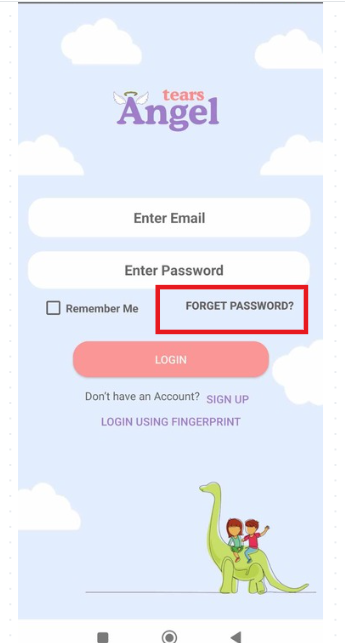 tears
Angel
Enter Email
Enter Password
Remember Me
FORGET PASSWORD?
LOGIN
Don't have an Account? SIGN UP
LOGIN USING FINGERPRINT